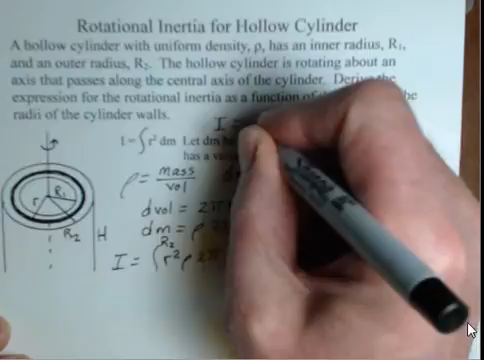 Rotational Inertia for Hollow Cylinder
A hollow cylinder with uniform density, ρ, has an inner radius, R₁,
and an outer radius, R₂. The hollow cylinder is rotating about an
axis that passes along the central axis of the cylinder. Derive the
expression for the rotational inertia as a function of the
radii of the cylinder walls.
I =
I = ∫r² dm Let dm
has a
ρ = mass
vol
d vol = 2π
dm = ρ 2
I = ∫ R₂ r² ρ 2π
r R₁
R₂ H